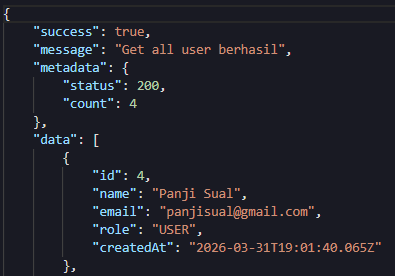 {
    "success": true,
    "message": "Get all user berhasil",
    "metadata": {
        "status": 200,
        "count": 4
    },
    "data": [
        {
            "id": 4,
            "name": "Panji Sual",
            "email": "panjisual@gmail.com",
            "role": "USER",
            "createdAt": "2026-03-31T19:01:40.065Z"
        },